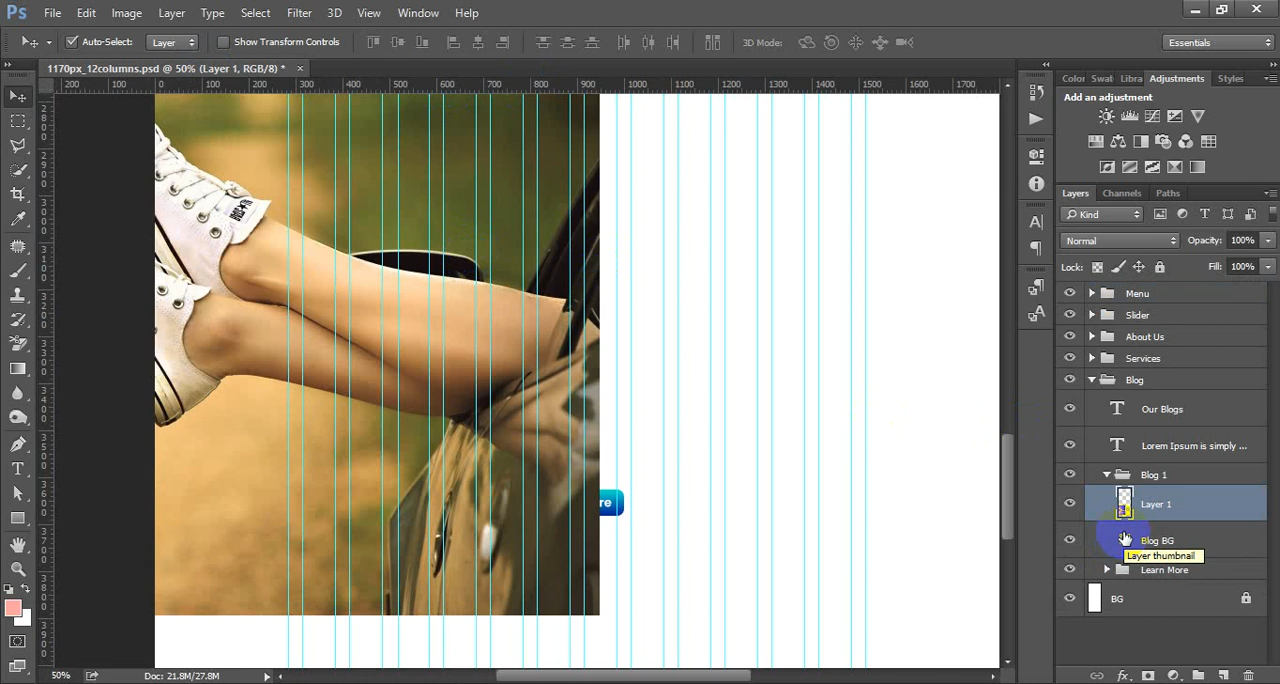 Ps File Edit Image Layer Type Select Filter 3D View Window Help
Auto-Select: Layer Show Transform Controls 3D Mode: Essentials
1170px_12columns.psd @ 50% (Layer 1, RGB/8) * ×
200 100 0 100 200 300 400 500 600 700 800 900 1000 1100 1200 1300 1400 1500 1600 1700
Color Swat Libra Adjustments Styles
Add an adjustment
Layers Channels Paths
Kind
Normal Opacity: 100%
Lock: Fill: 100%
Menu
Slider
About Us
Services
Blog
T Our Blogs
T Lorem Ipsum is simply ...
Blog 1
Layer 1
Blog BG
Layer thumbnail
Learn More
BG
re
50% Doc: 21.8M/27.8M